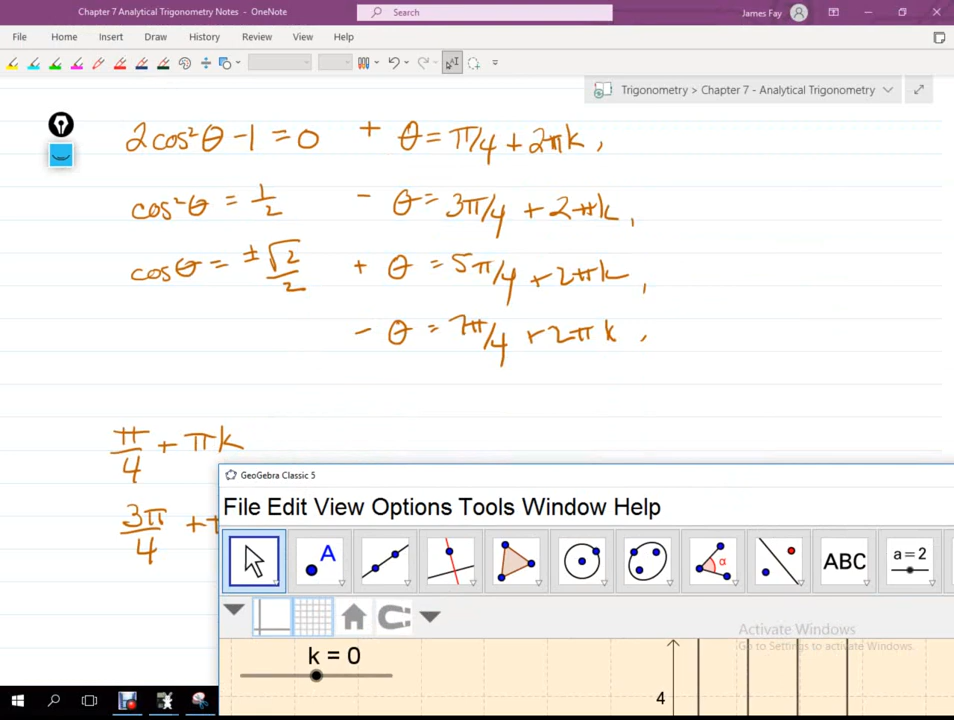 Chapter 7 Analytical Trigonometry Notes - OneNote
Search
James Fay
File Home Insert Draw History Review View Help
Trigonometry > Chapter 7 - Analytical Trigonometry
2cos²θ -1 = 0 + θ = π/4 + 2πk,
cos²θ = 1/2 - θ = 3π/4 + 2πk,
cosθ = ±√2/2 + θ = 5π/4 + 2πk,
- θ = 7π/4 + 2πk,
π/4 + πk
3π/4 +
GeoGebra Classic 5
File Edit View Options Tools Window Help
A
α
ABC
a = 2
Activate Windows
Go to Settings to activate Windows.
k = 0
4